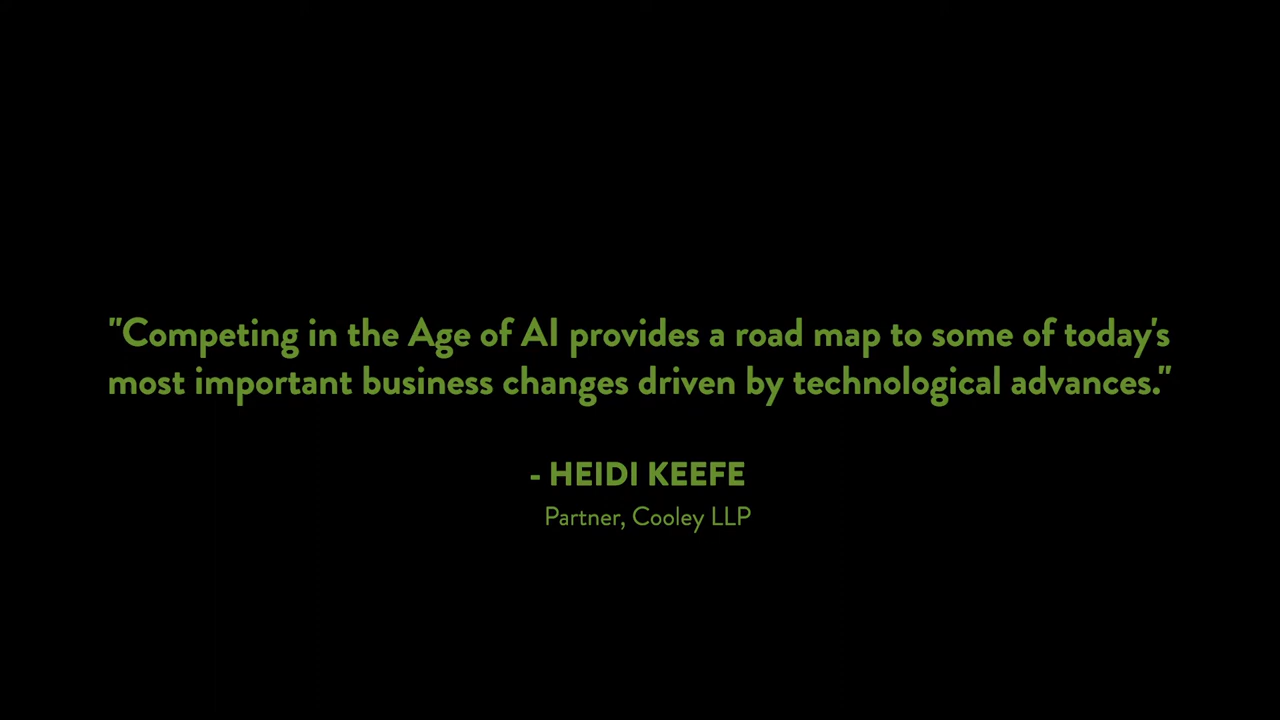 "Competing in the Age of AI provides a road map to some of today's
most important business changes driven by technological advances."
- HEIDI KEEFE
Partner, Cooley LLP